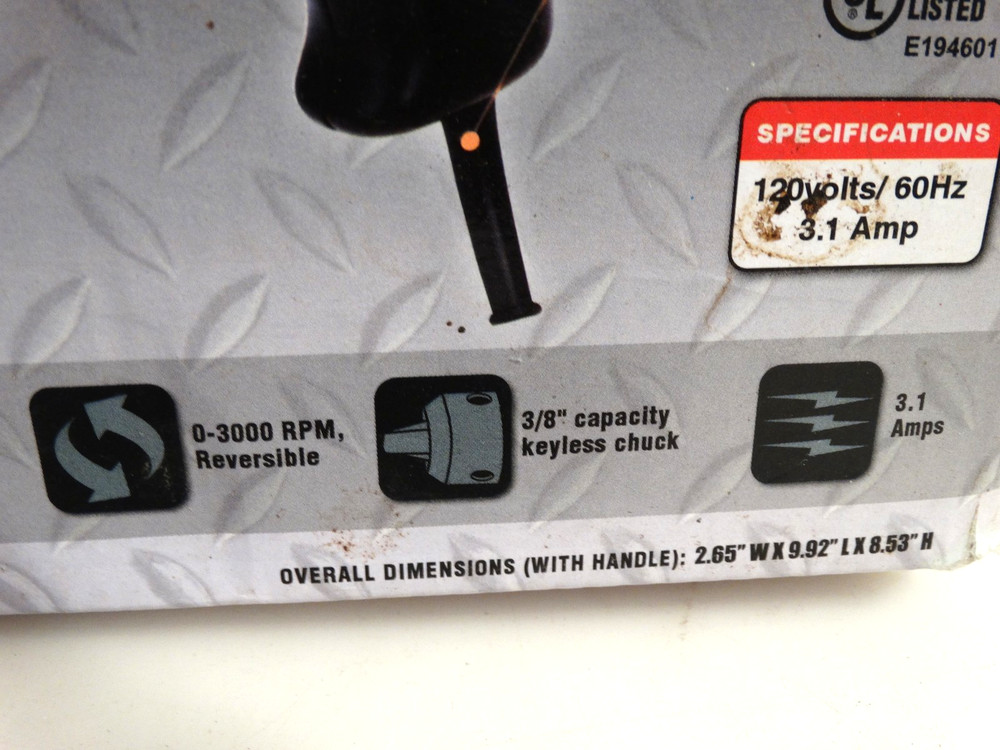 ® UL LISTED
E194601
SPECIFICATIONS
120volts/ 60Hz
3.1 Amp
0-3000 RPM,
Reversible
3/8" capacity
keyless chuck
3.1
Amps
OVERALL DIMENSIONS (WITH HANDLE): 2.65" W X 9.92" L X 8.53" H